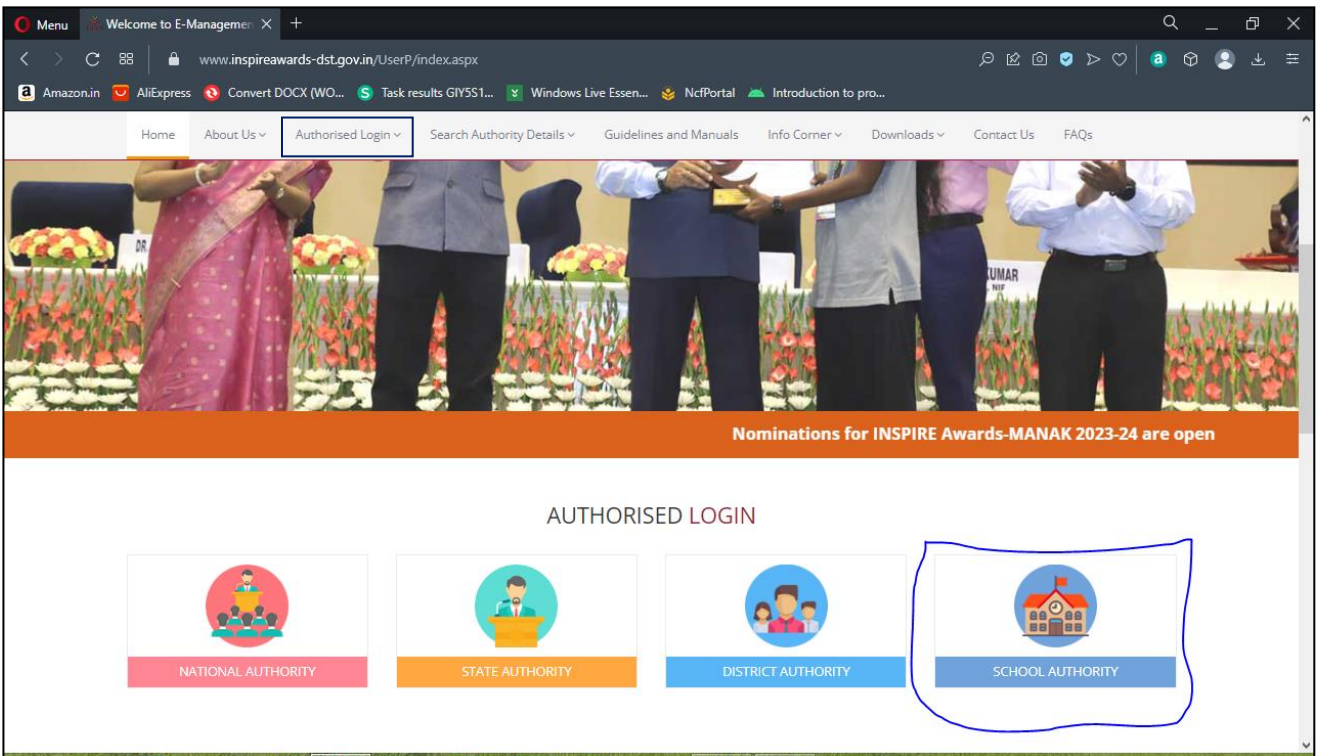 Menu Welcome to E-Managemen
www.inspireawards-dst.gov.in/UserP/index.aspx
a Amazon.in AliExpress Convert DOCX (WO... S Task results GIY5S1... Windows Live Essen... NcfPortal Introduction to pro...
Home About Us Authorised Login Search Authority Details Guidelines and Manuals Info Corner Downloads Contact Us FAQs
DR.
KUMAR
, NIF
Nominations for INSPIRE Awards-MANAK 2023-24 are open
AUTHORISED LOGIN
NATIONAL AUTHORITY STATE AUTHORITY DISTRICT AUTHORITY SCHOOL AUTHORITY